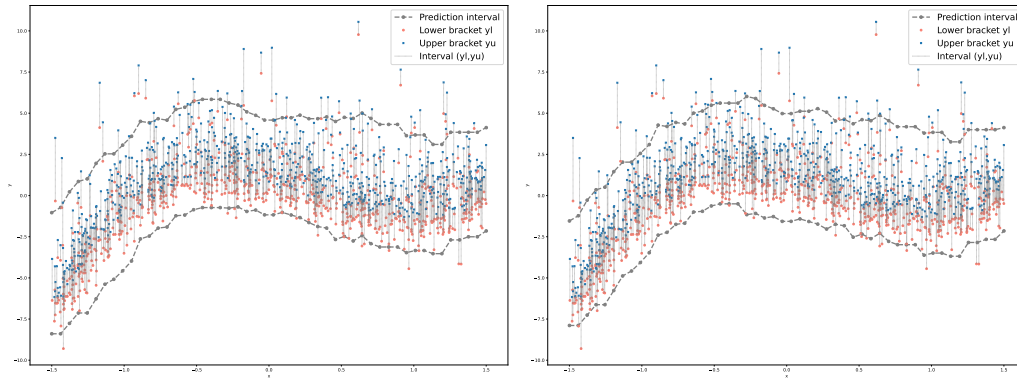 Prediction interval
Lower bracket yl
Upper bracket yu
Interval (yl,yu)
10.0
7.5
5.0
2.5
0.0
−2.5
−5.0
−7.5
−10.0
y
−1.5 −1.0 −0.5 0.0 0.5 1.0 1.5
x
Prediction interval
Lower bracket yl
Upper bracket yu
Interval (yl,yu)
10.0
7.5
5.0
2.5
0.0
−2.5
−5.0
−7.5
−10.0
y
−1.5 −1.0 −0.5 0.0 0.5 1.0 1.5
x